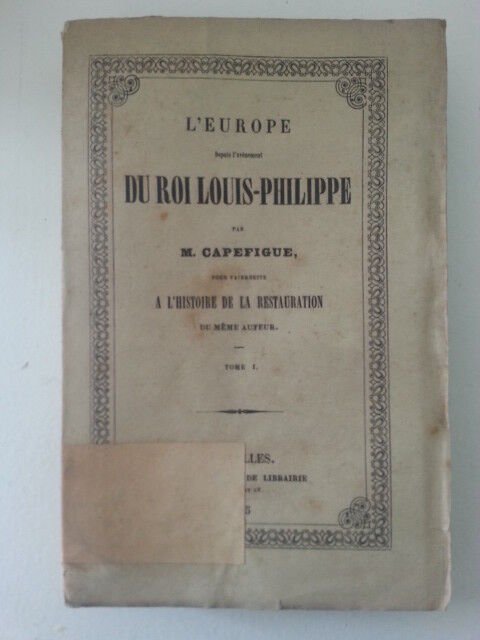 L'EUROPE
Depuis l'avènement
DU ROI LOUIS-PHILIPPE
PAR
M. CAPEFIGUE,
POUR FAIRE SUITE
A L'HISTOIRE DE LA RESTAURATION
DU MÊME AUTEUR.
TOME I.
LLES.
DE LIBRAIRIE